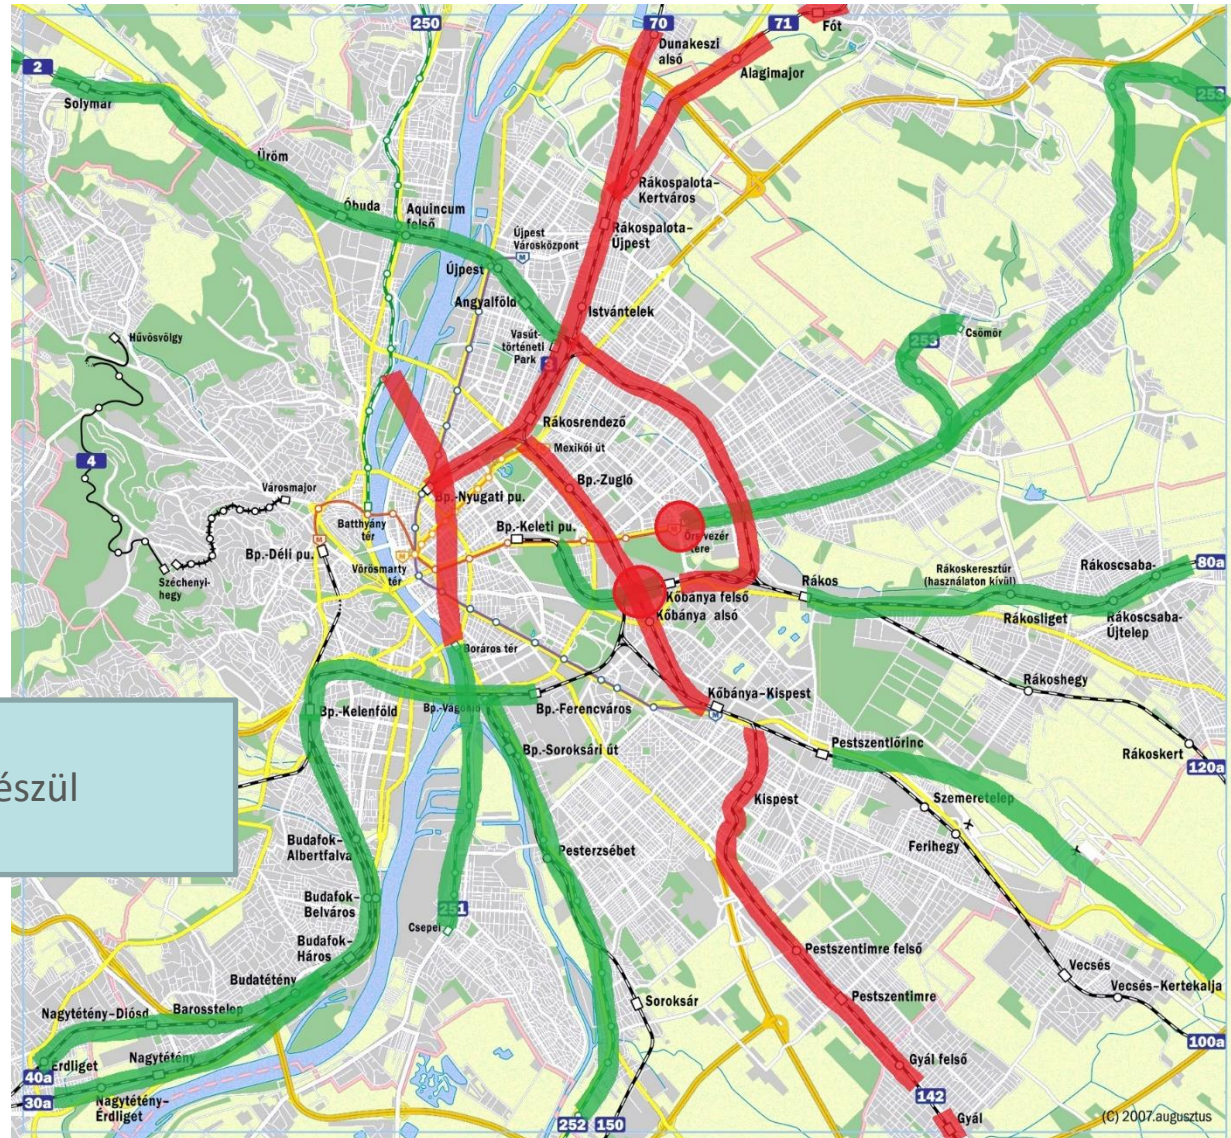 250
70
71
Fót
Dunakeszi
alsó
Alagimajor
2
Solymár
253
Üröm
Rákospalota-
Kertváros
Óbuda
Aquincum
felső
Rákospalota-
Újpest
Újpest
Városközpont
M
Újpest
Angyalföld
Istvántelek
Vasút-
történeti
Park
3
Hűvösvölgy
253
Csömör
Rákosrendező
Mexikói út
4
Városmajor
Bp.-Zugló
Bp.-Nyugati pu.
Batthyány
tér
Bp.-Keleti pu.
Örs vezér
tere
M
Bp.-Déli pu.
M
Vörösmarty
tér
Széchenyi-
hegy
Kőbánya felső
Rákos
Rákoskeresztúr
(használaton kívül)
Rákoscsaba-
80a
Kőbánya alsó
Rákosliget
Rákoscsaba-
Újtelep
Boráros tér
Rákoshegy
Bp.-Kelenföld
Bp.-Ferencváros
Kőbánya-Kispest
M
Bp.-Soroksári út
Pestszentlőrinc
Rákoskert
120a
észül
Kispest
Szemeretelep
Ferihegy
Budafok-
Albertfalva
Pesterzsébet
Budafok-
Belváros
251
Csepel
Budafok-
Háros
Pestszentimre felső
Budatétény
Vecsés
Vecsés-Kertekalja
Pestszentimre
Soroksár
Nagytétény-Diósd
Barosstelep
100a
Érdliget
Nagytétény
Gyál felső
40a
30a
Nagytétény-
Érdliget
142
Gyál
252
150
(C) 2007.augusztus